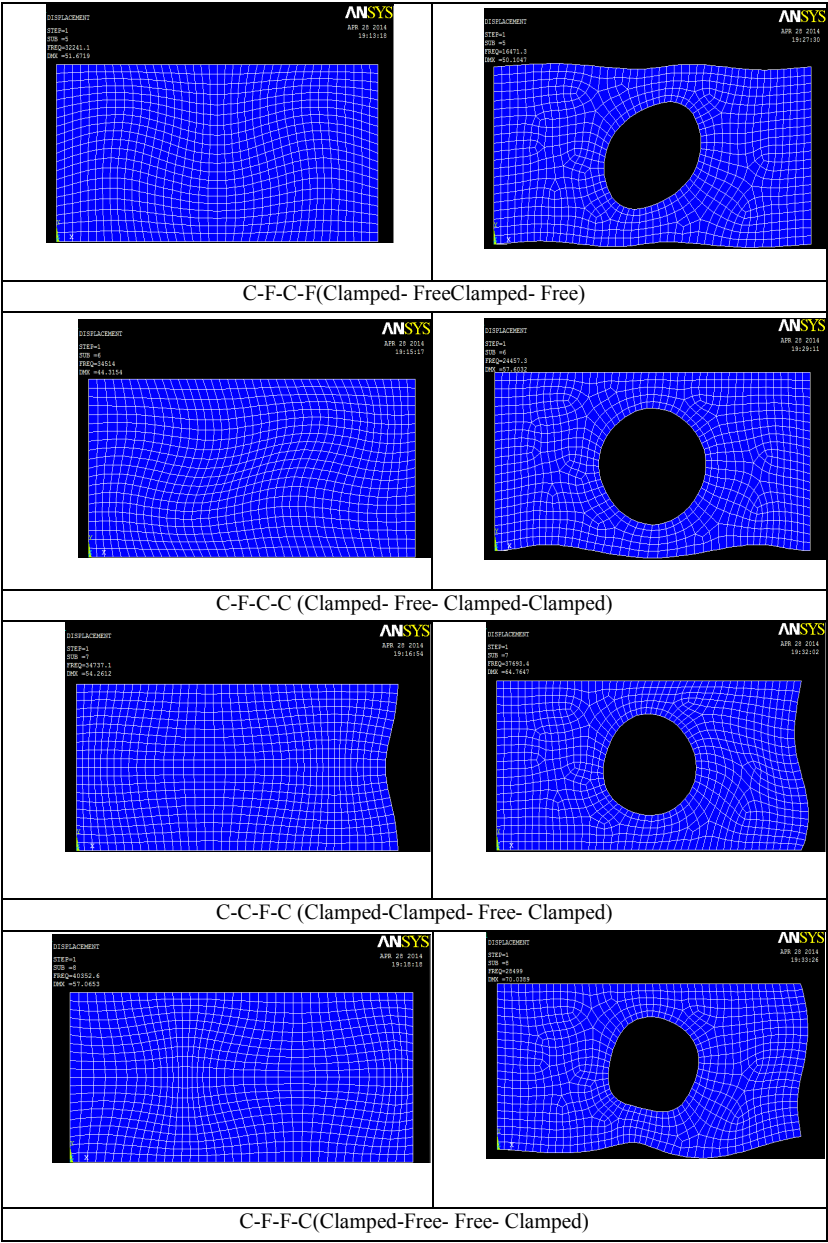 DISPLACEMENT
STEP=1
SUB =5
FREQ=32241.1
DMX =51.6719
ANSYS
APR 28 2014
19:13:18
Y
X
DISPLACEMENT
STEP=1
SUB =5
FREQ=16471.3
DMX =50.1047
ANSYS
APR 28 2014
19:27:30
Y
X
C-F-C-F(Clamped- FreeClamped- Free)
DISPLACEMENT
STEP=1
SUB =6
FREQ=34514
DMX =44.3154
ANSYS
APR 28 2014
19:15:17
Y
X
DISPLACEMENT
STEP=1
SUB =6
FREQ=24457.3
DMX =57.6032
ANSYS
APR 28 2014
19:29:11
Y
X
C-F-C-C (Clamped- Free- Clamped-Clamped)
DISPLACEMENT
STEP=1
SUB =7
FREQ=34737.1
DMX =54.2612
ANSYS
APR 28 2014
19:16:54
Y
X
DISPLACEMENT
STEP=1
SUB =7
FREQ=37693.4
DMX =64.7647
ANSYS
APR 28 2014
19:32:02
Y
X
C-C-F-C (Clamped-Clamped- Free- Clamped)
DISPLACEMENT
STEP=1
SUB =8
FREQ=40352.6
DMX =57.0653
ANSYS
APR 28 2014
19:18:18
Y
X
DISPLACEMENT
STEP=1
SUB =8
FREQ=28499
DMX =70.0389
ANSYS
APR 28 2014
19:33:26
Y
X
C-F-F-C(Clamped-Free- Free- Clamped)